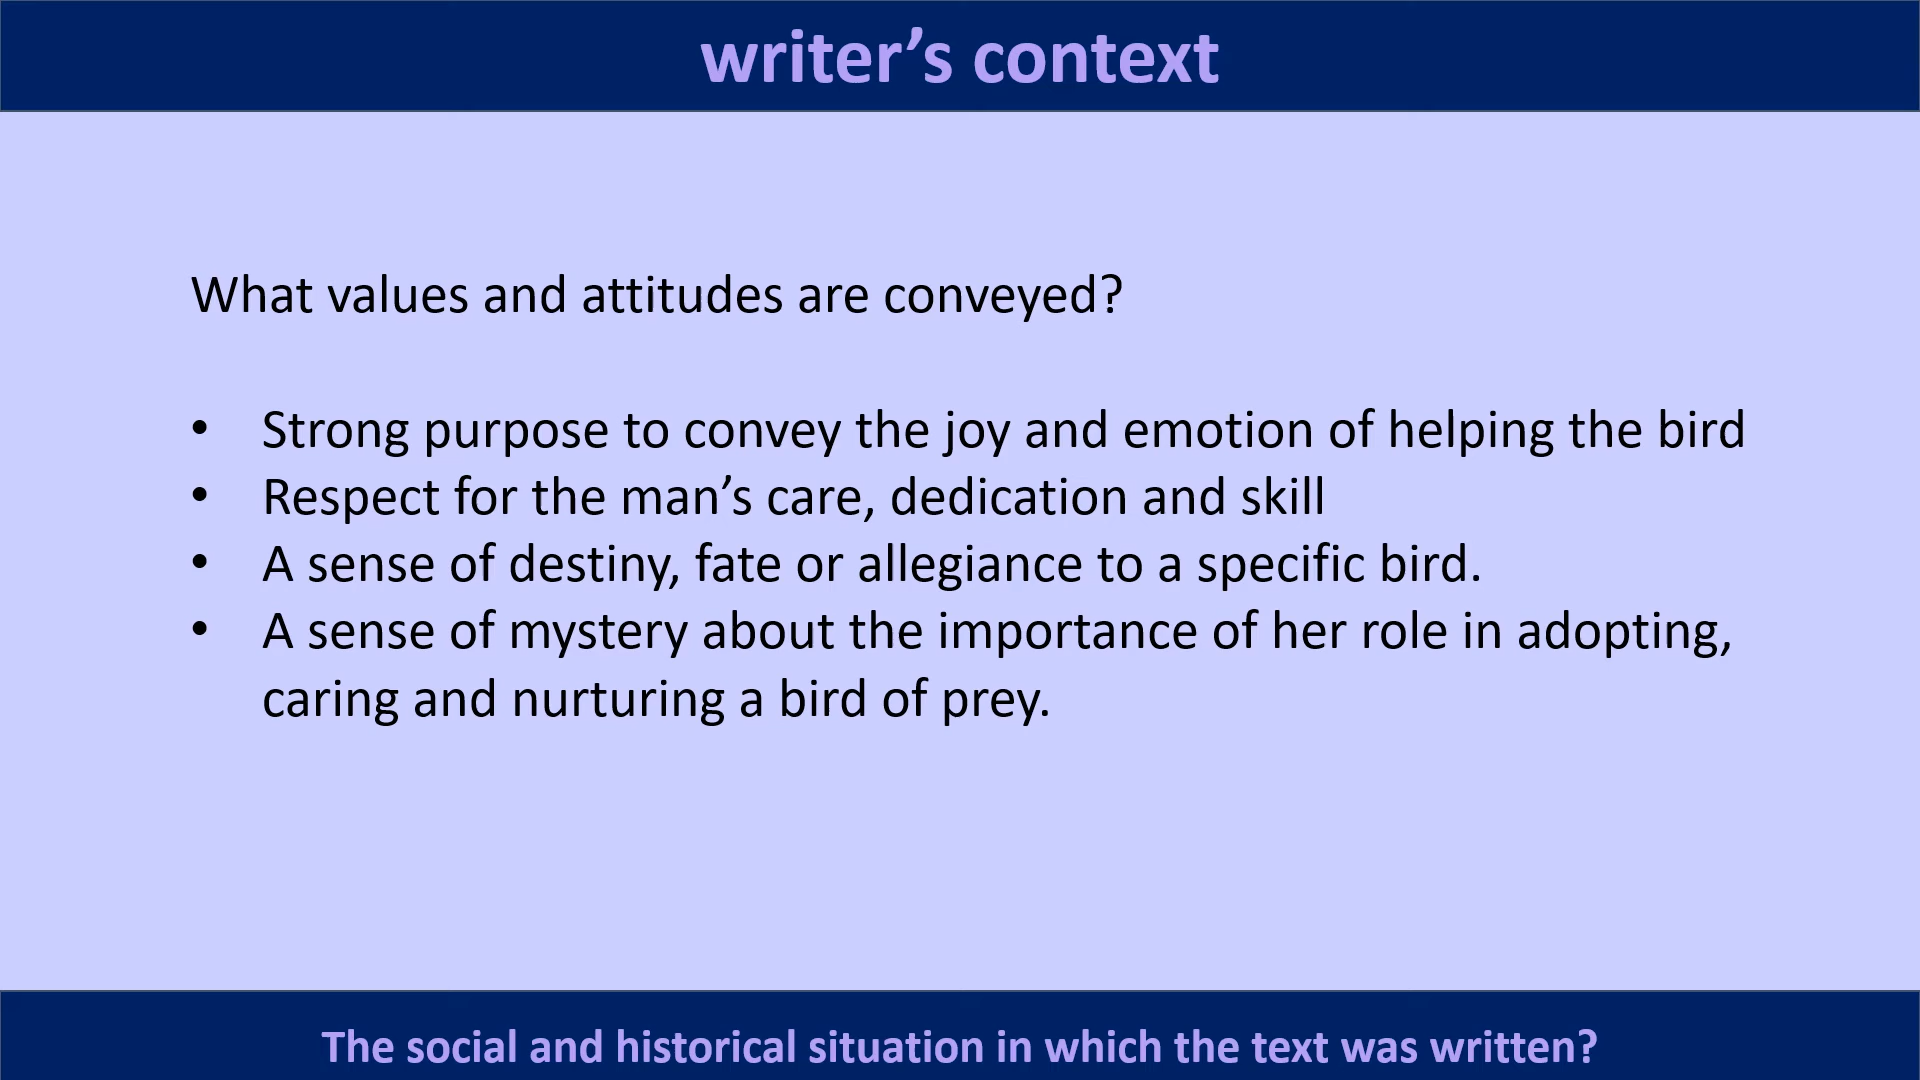 writer’s context
What values and attitudes are conveyed?
• Strong purpose to convey the joy and emotion of helping the bird
• Respect for the man’s care, dedication and skill
• A sense of destiny, fate or allegiance to a specific bird.
• A sense of mystery about the importance of her role in adopting,
caring and nurturing a bird of prey.
The social and historical situation in which the text was written?